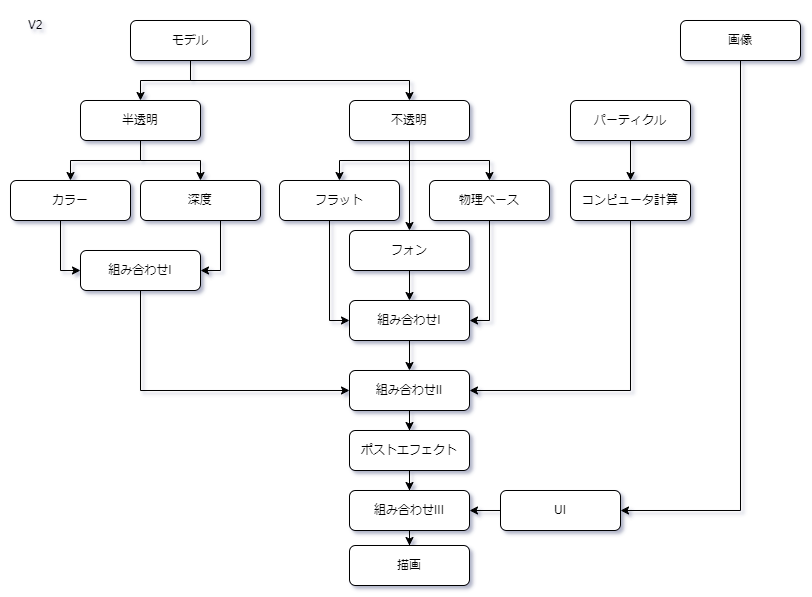 V2
モデル
画像
半透明
不透明
パーティクル
カラー
深度
フラット
物理ベース
コンピュータ計算
フォン
組み合わせI
組み合わせI
組み合わせII
ポストエフェクト
組み合わせIII
UI
描画